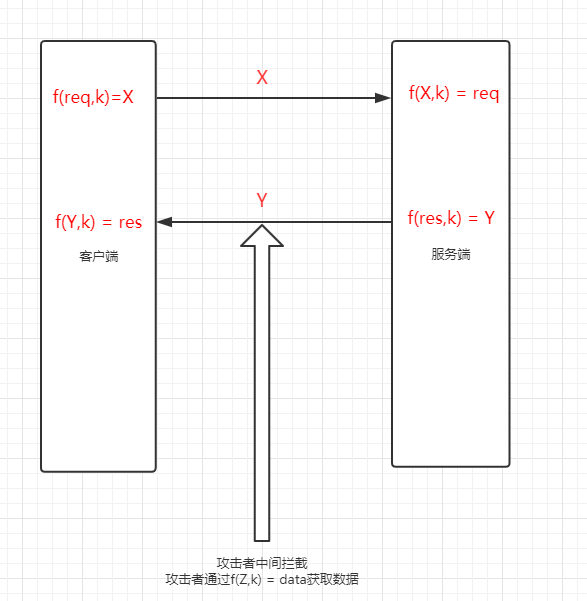 X
f(req,k)=X
f(X,k) = req
Y
f(Y,k) = res
f(res,k) = Y
客户端
服务端
攻击者中间拦截
攻击者通过f(Z,k) = data获取数据